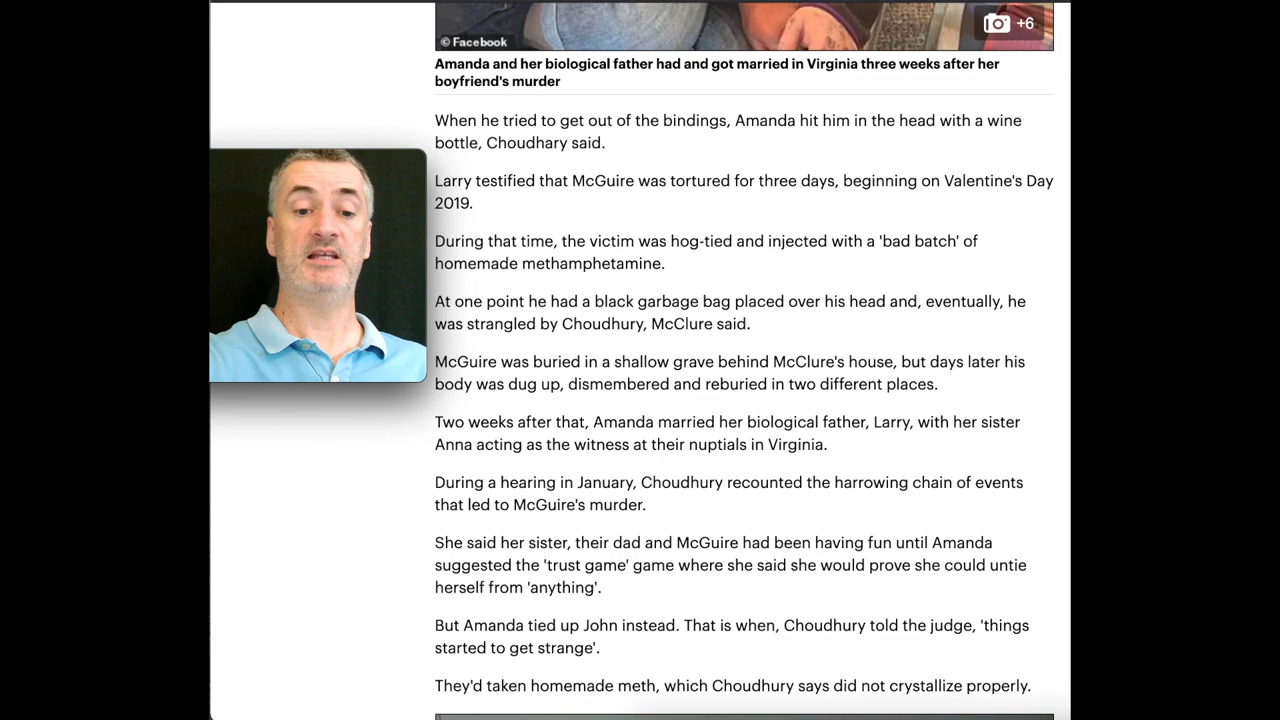 +6
© Facebook
Amanda and her biological father had and got married in Virginia three weeks after her
boyfriend's murder
When he tried to get out of the bindings, Amanda hit him in the head with a wine
bottle, Choudhary said.
Larry testified that McGuire was tortured for three days, beginning on Valentine's Day
2019.
During that time, the victim was hog-tied and injected with a 'bad batch' of
homemade methamphetamine.
At one point he had a black garbage bag placed over his head and, eventually, he
was strangled by Choudhury, McClure said.
McGuire was buried in a shallow grave behind McClure's house, but days later his
body was dug up, dismembered and reburied in two different places.
Two weeks after that, Amanda married her biological father, Larry, with her sister
Anna acting as the witness at their nuptials in Virginia.
During a hearing in January, Choudhury recounted the harrowing chain of events
that led to McGuire's murder.
She said her sister, their dad and McGuire had been having fun until Amanda
suggested the 'trust game' game where she said she would prove she could untie
herself from 'anything'.
But Amanda tied up John instead. That is when, Choudhury told the judge, 'things
started to get strange'.
They'd taken homemade meth, which Choudhury says did not crystallize properly.